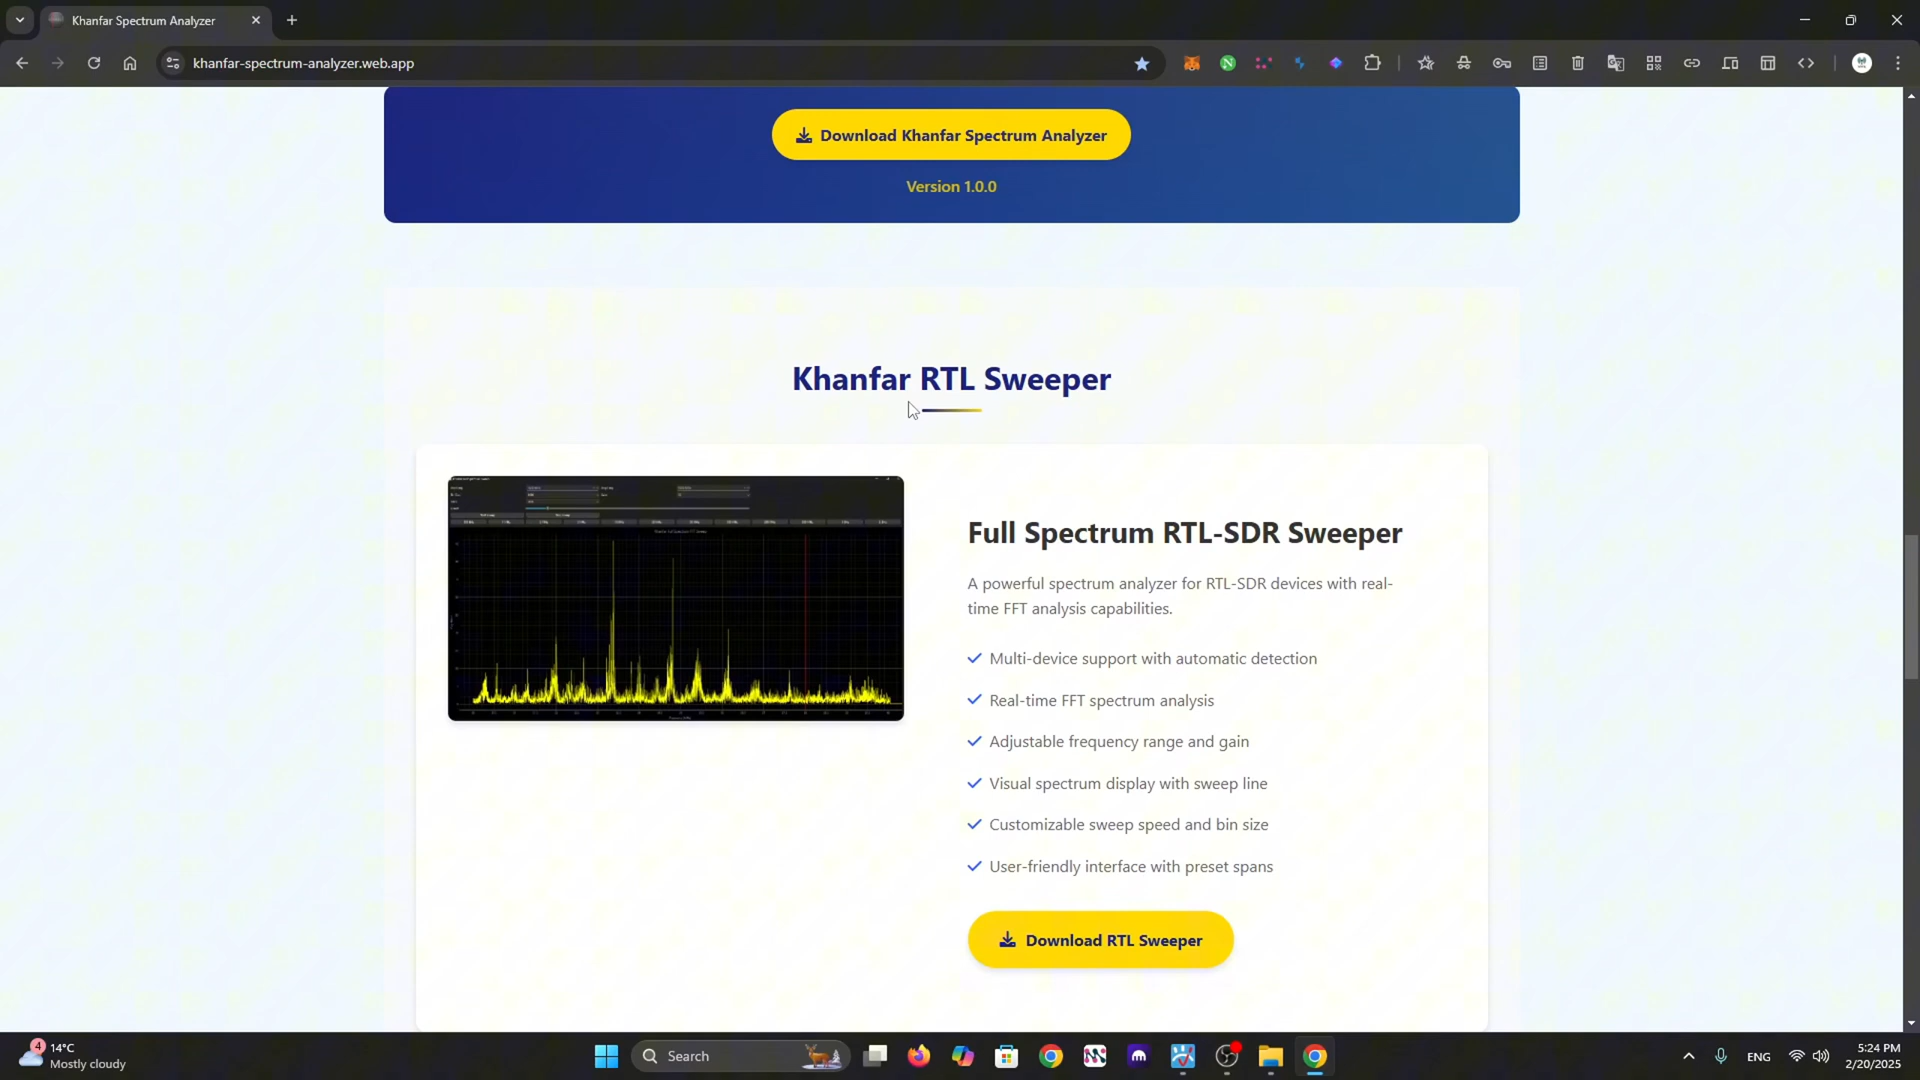 Khanfar Spectrum Analyzer
khanfar-spectrum-analyzer.web.app
Download Khanfar Spectrum Analyzer
Version 1.0.0
Khanfar RTL Sweeper
Full Spectrum RTL-SDR Sweeper
A powerful spectrum analyzer for RTL-SDR devices with real-
time FFT analysis capabilities.
Multi-device support with automatic detection
Real-time FFT spectrum analysis
Adjustable frequency range and gain
Visual spectrum display with sweep line
Customizable sweep speed and bin size
User-friendly interface with preset spans
Download RTL Sweeper
4
14°C
Mostly cloudy
Search
ENG
5:24 PM
2/20/2025